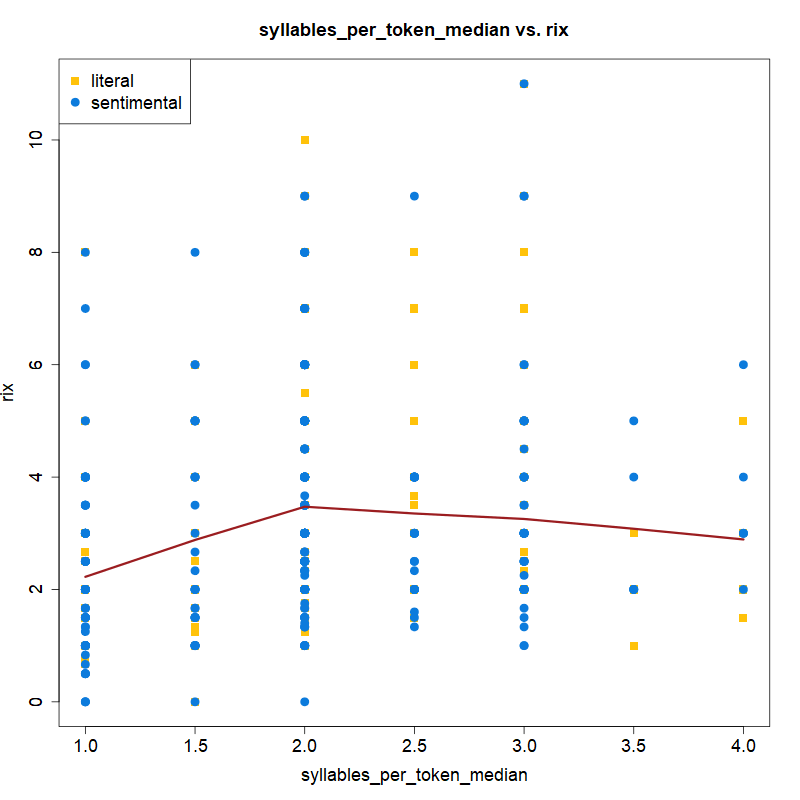 syllables_per_token_median vs. rix
literal
sentimental
10
8
6
4
2
0
rix
1.0 1.5 2.0 2.5 3.0 3.5 4.0
syllables_per_token_median